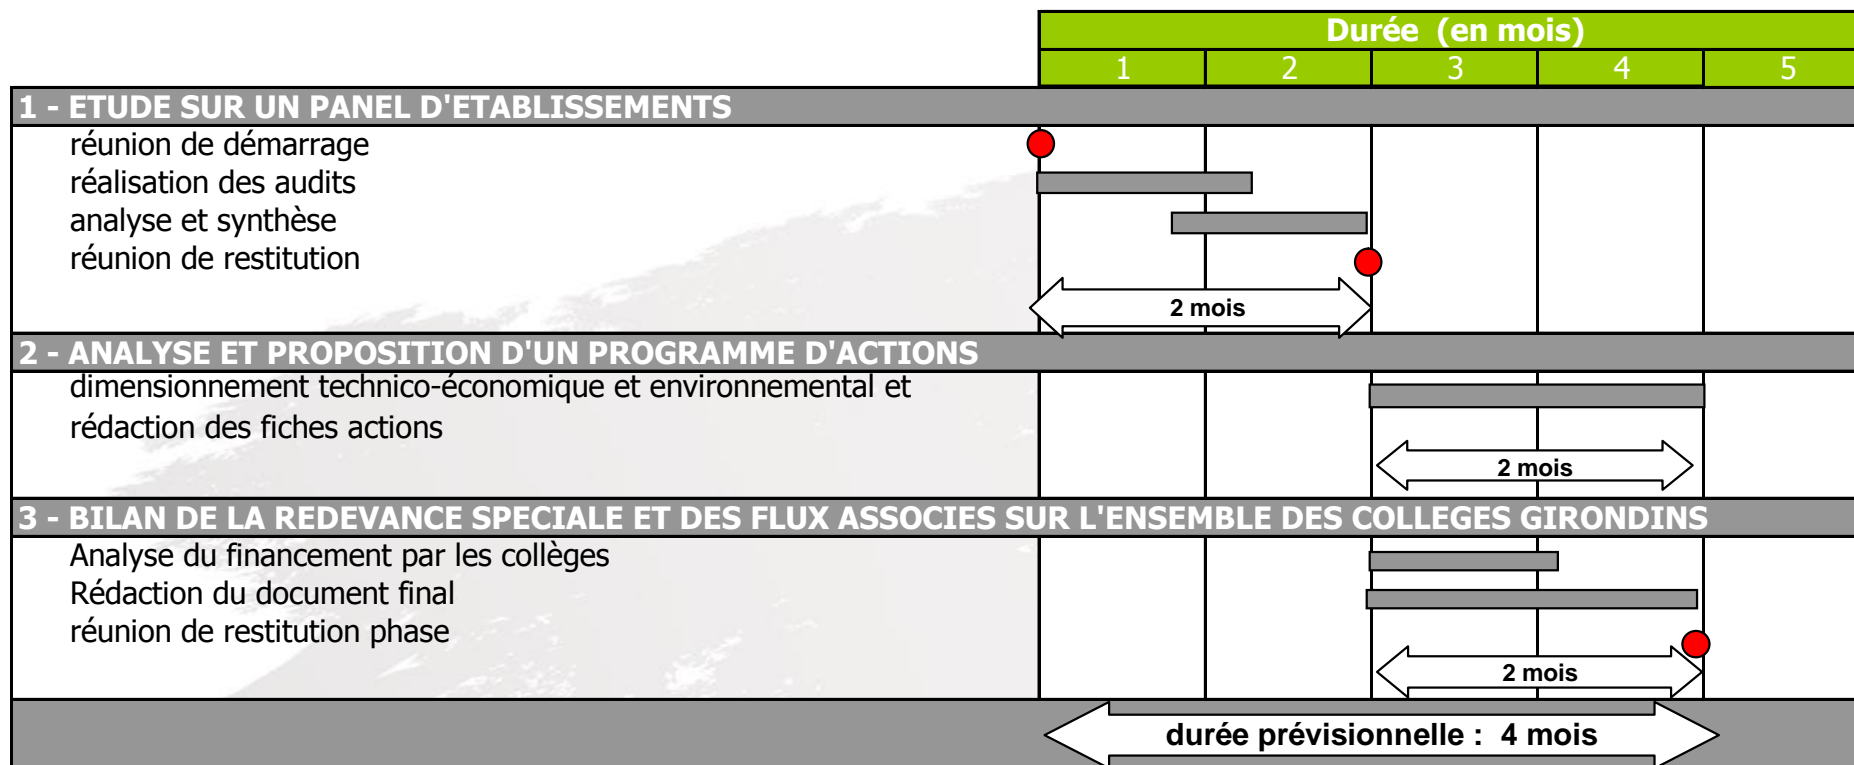 Durée (en mois)
1 2 3 4 5
1 - ETUDE SUR UN PANEL D'ETABLISSEMENTS
réunion de démarrage
réalisation des audits
analyse et synthèse
réunion de restitution
2 mois
2 - ANALYSE ET PROPOSITION D'UN PROGRAMME D'ACTIONS
dimensionnement technico-économique et environnemental et
rédaction des fiches actions
2 mois
3 - BILAN DE LA REDEVANCE SPECIALE ET DES FLUX ASSOCIES SUR L'ENSEMBLE DES COLLEGES GIRONDINS
Analyse du financement par les collèges
Rédaction du document final
réunion de restitution phase
2 mois
durée prévisionnelle : 4 mois